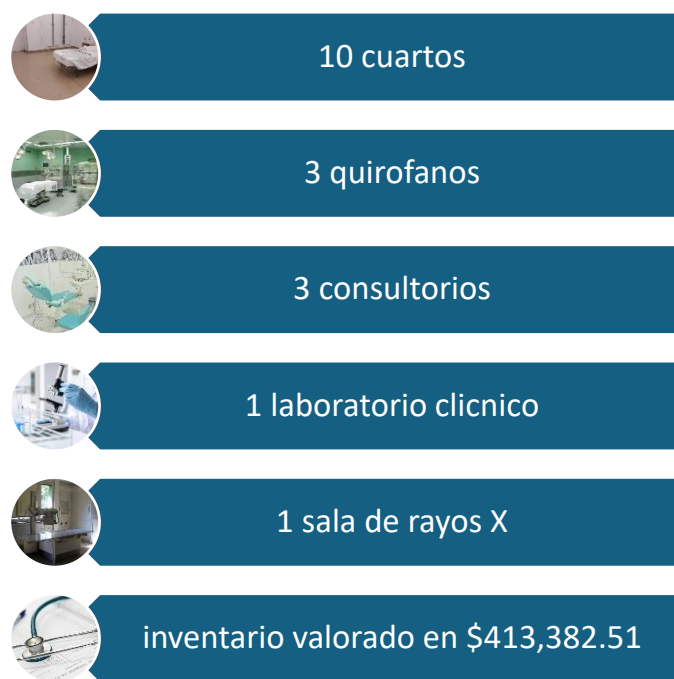 10 cuartos
3 quirofanos
3 consultorios
1 laboratorio clicnico
1 sala de rayos X
inventario valorado en $413,382.51